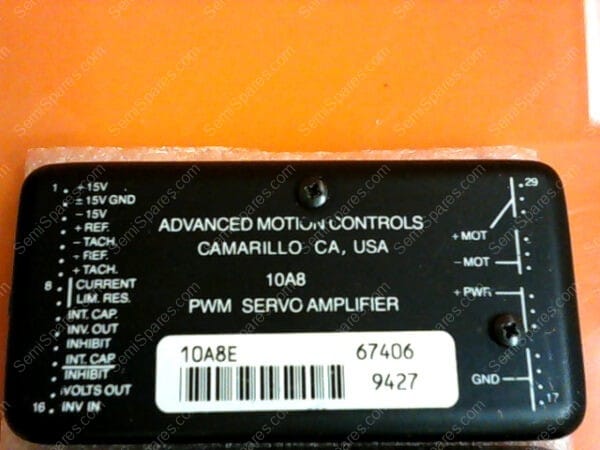 1 + 15V
± 15V GND
- 15V
+ REF.
- TACH.
- REF.
+ TACH.
8 CURRENT
LIM. RES.
INT. CAP.
INV. OUT
INHIBIT
INT. CAP
INHIBIT
VOLTS OUT
16 INV IN
ADVANCED MOTION CONTROLS
CAMARILLO CA, USA
10A8
PWM SERVO AMPLIFIER
10A8E 67406
9427
29
+ MOT
- MOT
+ PWR
GND
17
SemiSpares.com